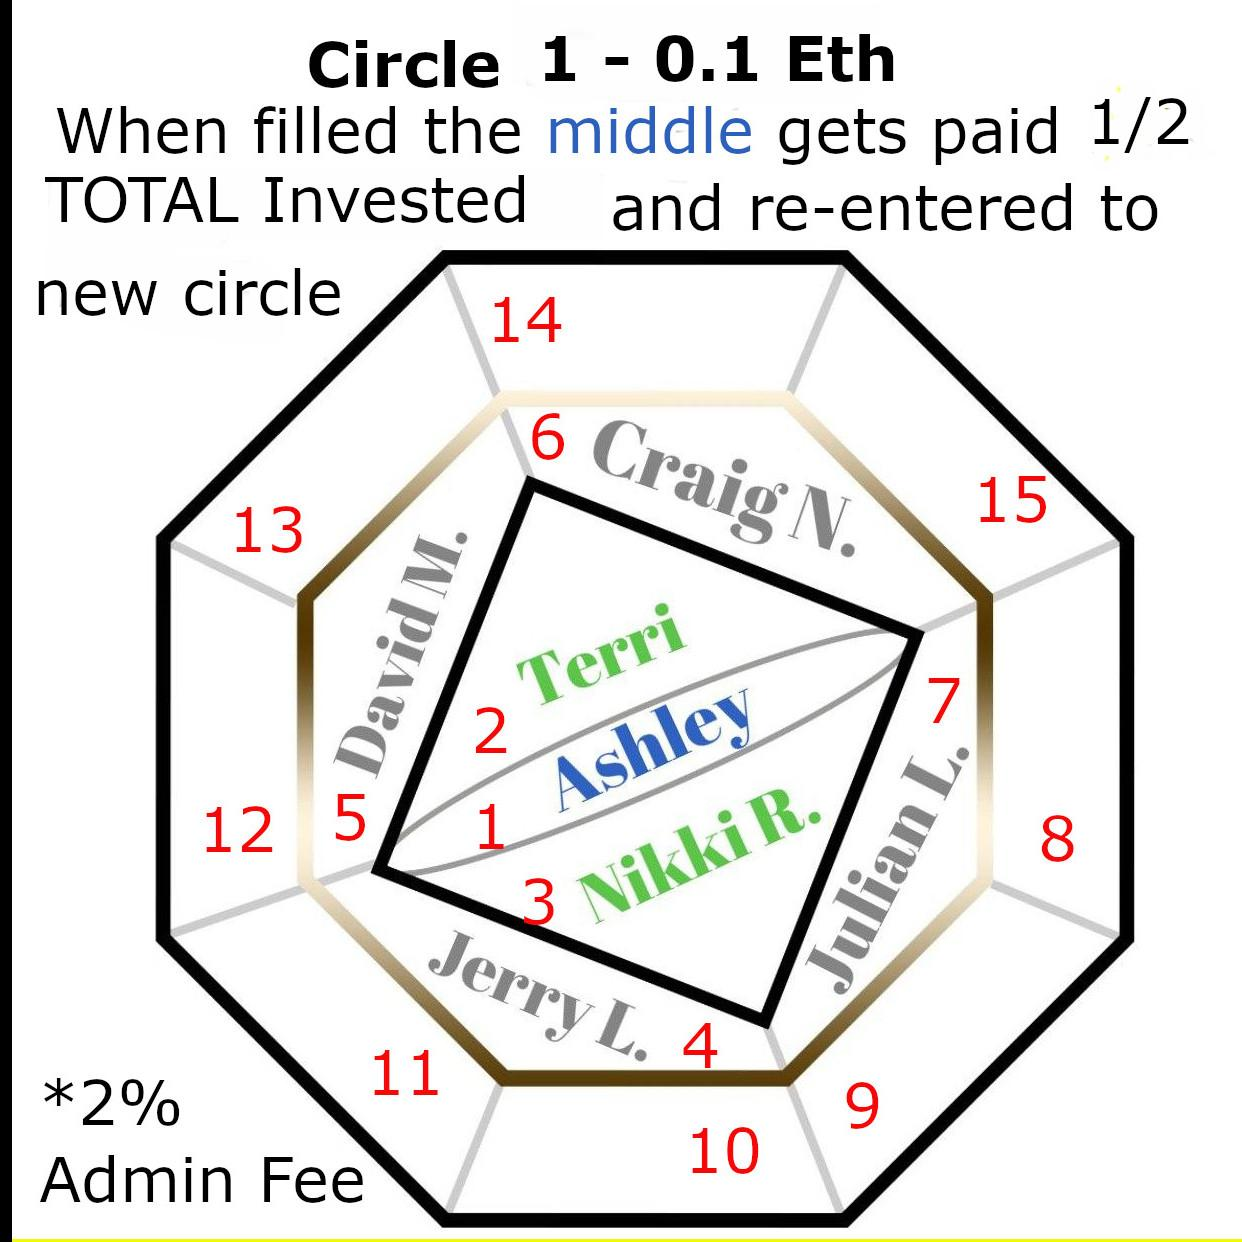 Circle 1 - 0.1 Eth
When filled the middle gets paid 1/2
TOTAL Invested and re-entered to
new circle
14
6 Craig N.
15
13
David M.
Terri
7
2
Ashley
12
5
1
8
Nikki R.
Julian L.
3
Jerry L.
4
11
9
10
*2%
Admin Fee